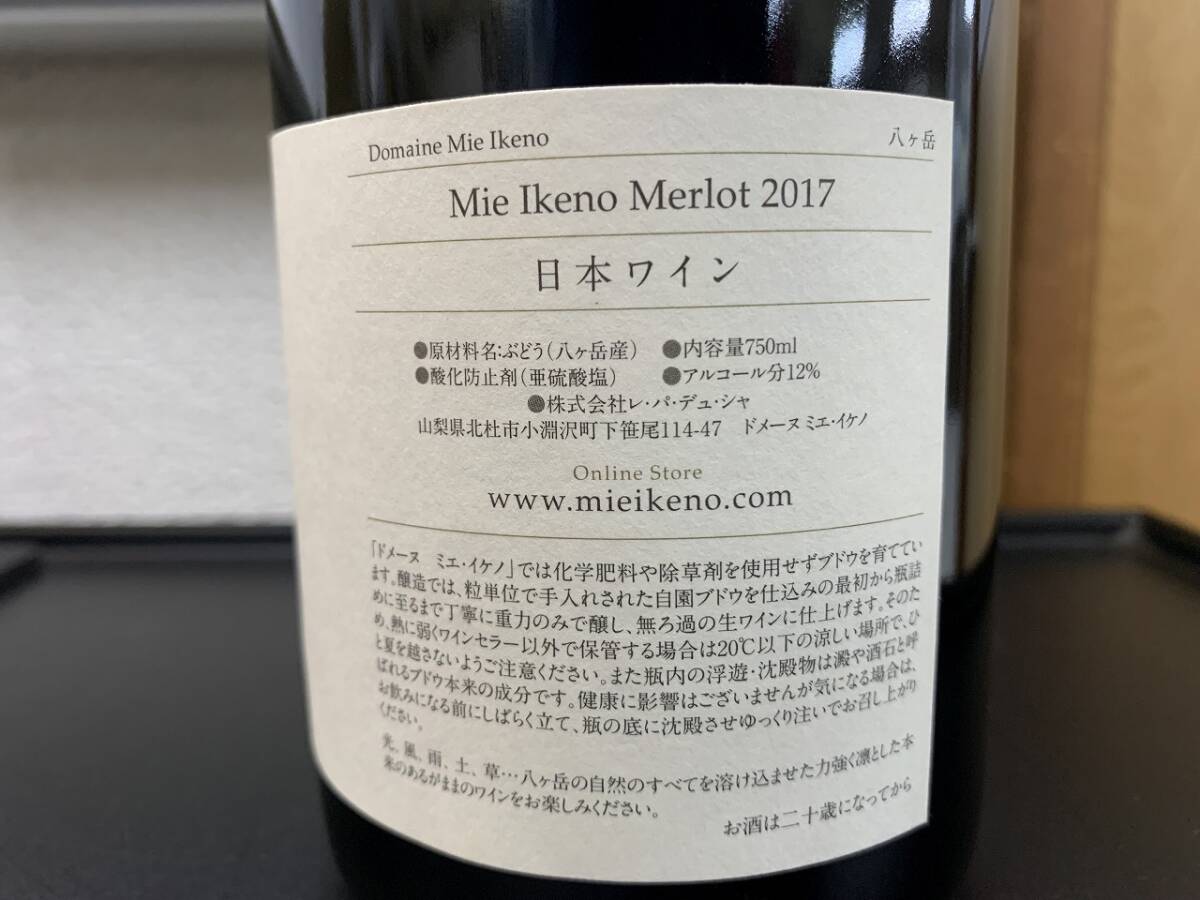 Domaine Mie Ikeno 八ヶ岳
Mie Ikeno Merlot 2017
日本ワイン
●原材料名:ぶどう(八ヶ岳産) ●内容量750ml
●酸化防止剤(亜硫酸塩) ●アルコール分12%
●株式会社レ・パ・デュ・シャ
山梨県北杜市小淵沢町下笹尾114-47 ドメーヌ ミエ・イケノ
Online Store
www.mieikeno.com
「ドメーヌ ミエ・イケノ」では化学肥料や除草剤を使用せずブドウを育ててい
ます。醸造では、粒単位で手入れされた自園ブドウを仕込みの最初から瓶詰
めに至るまで丁寧に重力のみで醸し、無ろ過の生ワインに仕上げます。そのた
め、熱に弱くワインセラー以外で保管する場合は20℃以下の涼しい場所で、ひ
と夏を越さないようご注意ください。また瓶内の浮遊・沈殿物は澱や酒石と呼
ばれるブドウ本来の成分です。健康に影響はございませんが気になる場合は、
お飲みになる前にしばらく立て、瓶の底に沈殿させゆっくり注いでお召し上がり
ください。
光、風、雨、土、草…八ヶ岳の自然のすべてを溶け込ませた力強く凛とした本
来のあるがままのワインをお楽しみください。
お酒は二十歳になってから